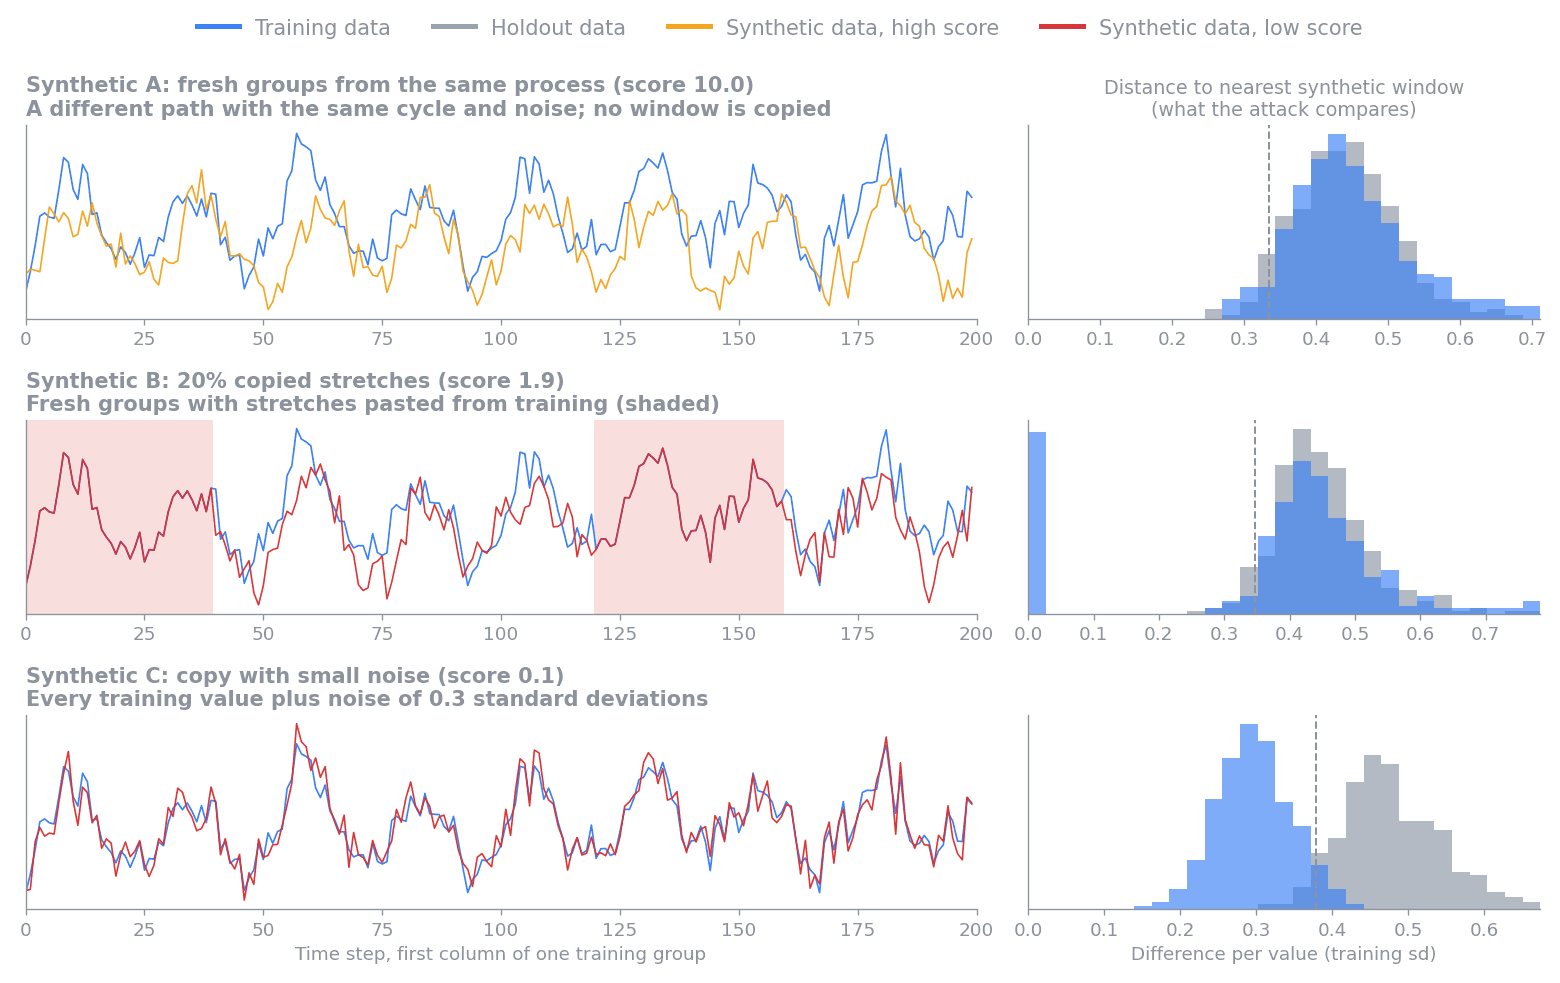 Training data
Holdout data
Synthetic data, high score
Synthetic data, low score
Synthetic A: fresh groups from the same process (score 10.0)
A different path with the same cycle and noise; no window is copied
Distance to nearest synthetic window
(what the attack compares)
0 25 50 75 100 125 150 175 200
0.0 0.1 0.2 0.3 0.4 0.5 0.6 0.7
Synthetic B: 20% copied stretches (score 1.9)
Fresh groups with stretches pasted from training (shaded)
0 25 50 75 100 125 150 175 200
0.0 0.1 0.2 0.3 0.4 0.5 0.6 0.7
Synthetic C: copy with small noise (score 0.1)
Every training value plus noise of 0.3 standard deviations
0 25 50 75 100 125 150 175 200
0.0 0.1 0.2 0.3 0.4 0.5 0.6
Time step, first column of one training group
Difference per value (training sd)